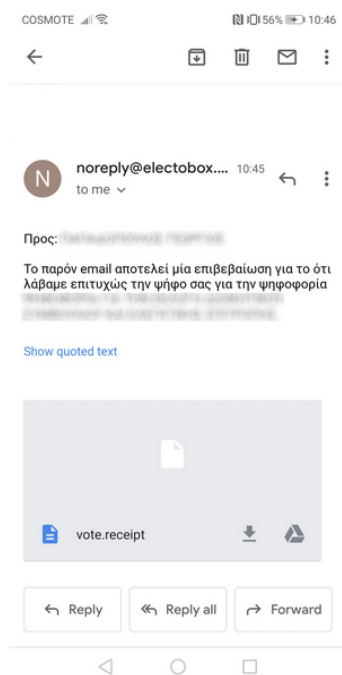 COSMOTE 56% 10:46
N
noreply@electobox.... 10:45
to me
Προς:
Το παρόν email αποτελεί μία επιβεβαίωση για το ότι
λάβαμε επιτυχώς την ψήφο σας για την ψηφοφορία
Show quoted text
vote.receipt
Reply Reply all Forward